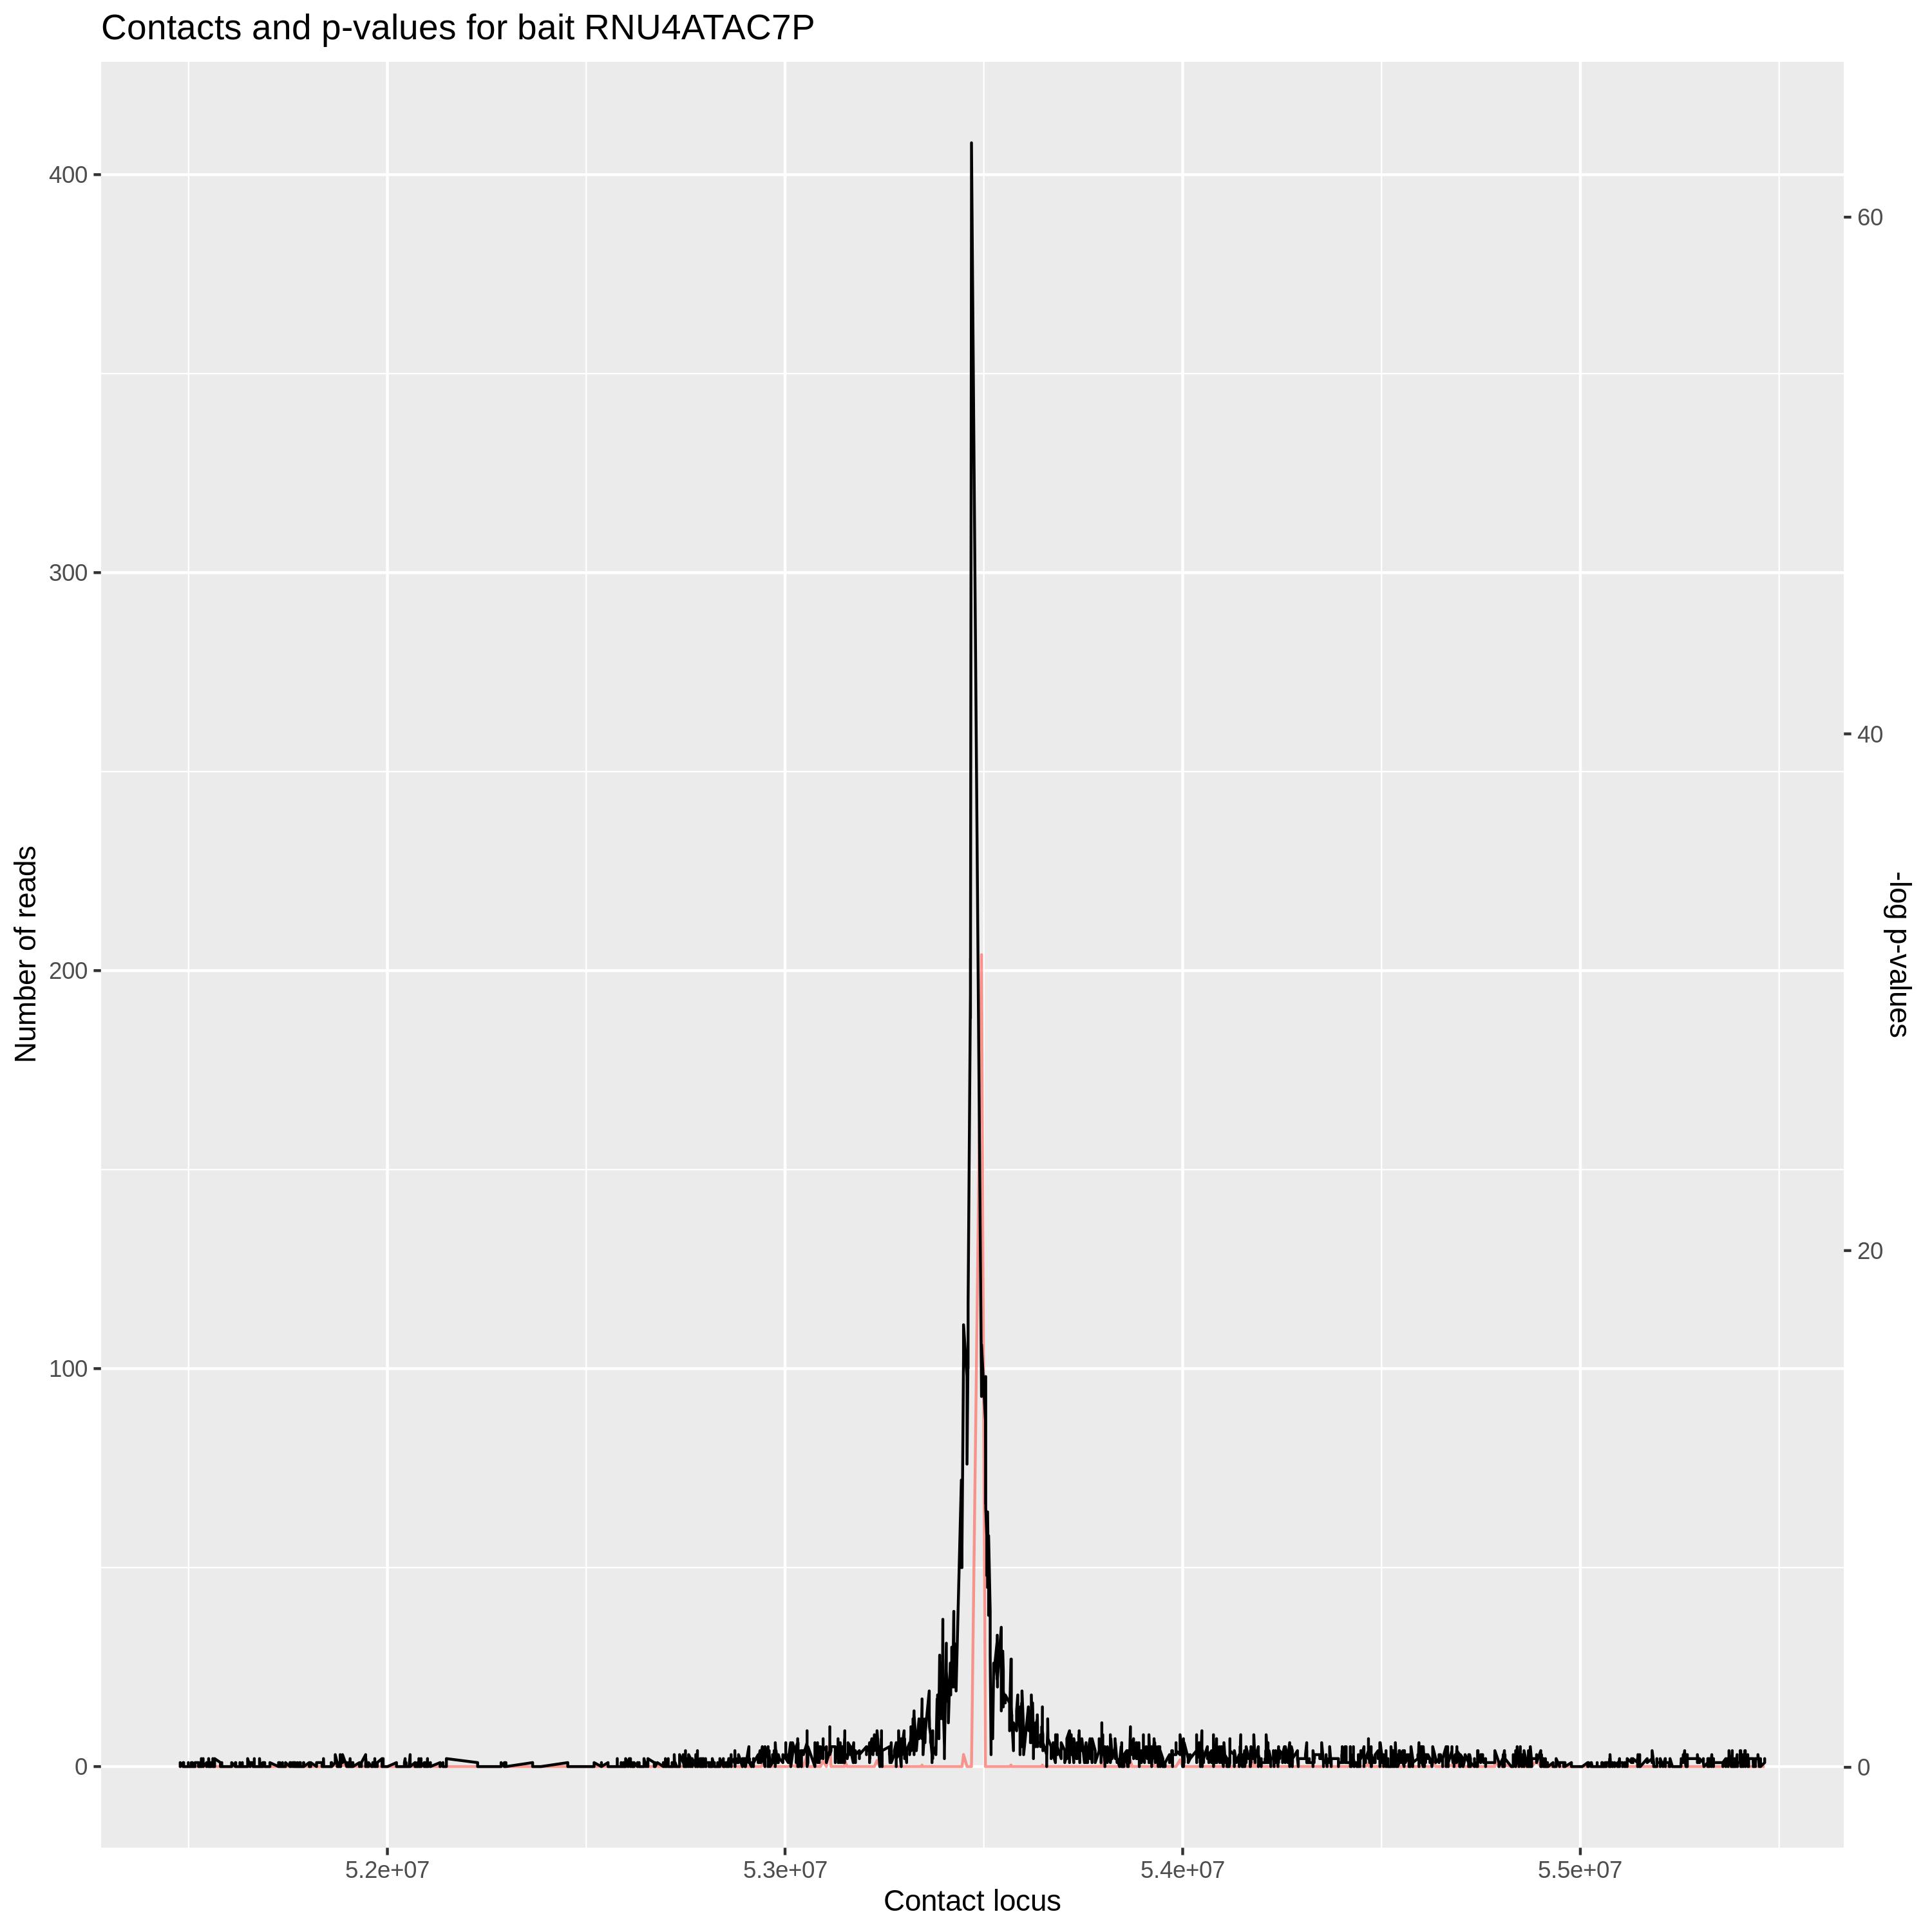 Contacts and p-values for bait RNU4ATAC7P
400
300
200
100
0
Number of reads
60
40
20
0
-log p-values
5.2e+07
5.3e+07
5.4e+07
5.5e+07
Contact locus